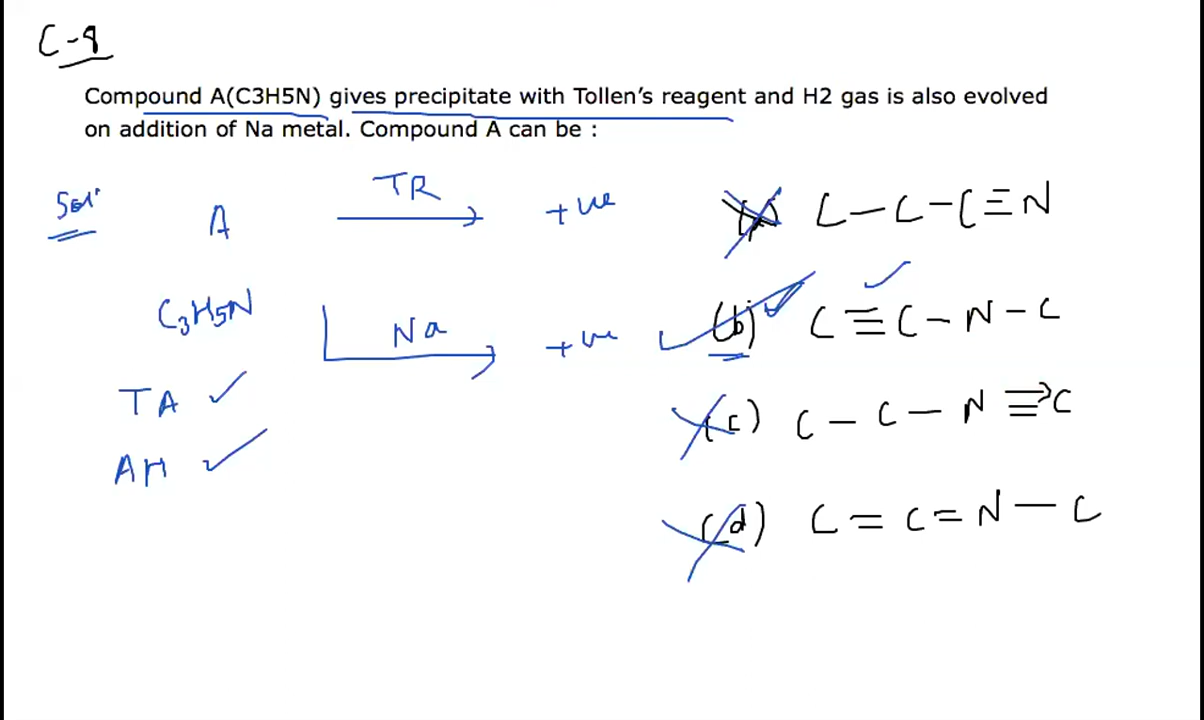 C-9
Compound A(C3H5N) gives precipitate with Tollen's reagent and H2 gas is also evolved
on addition of Na metal. Compound A can be :
Sol'
A
TR
+ve
(a) C-C-C≡N
C3H5N
Na
+ve
(b) C≡C-N-C
TA ✓
(c) C-C-N≡C
AH ✓
(d) C=C=N-C